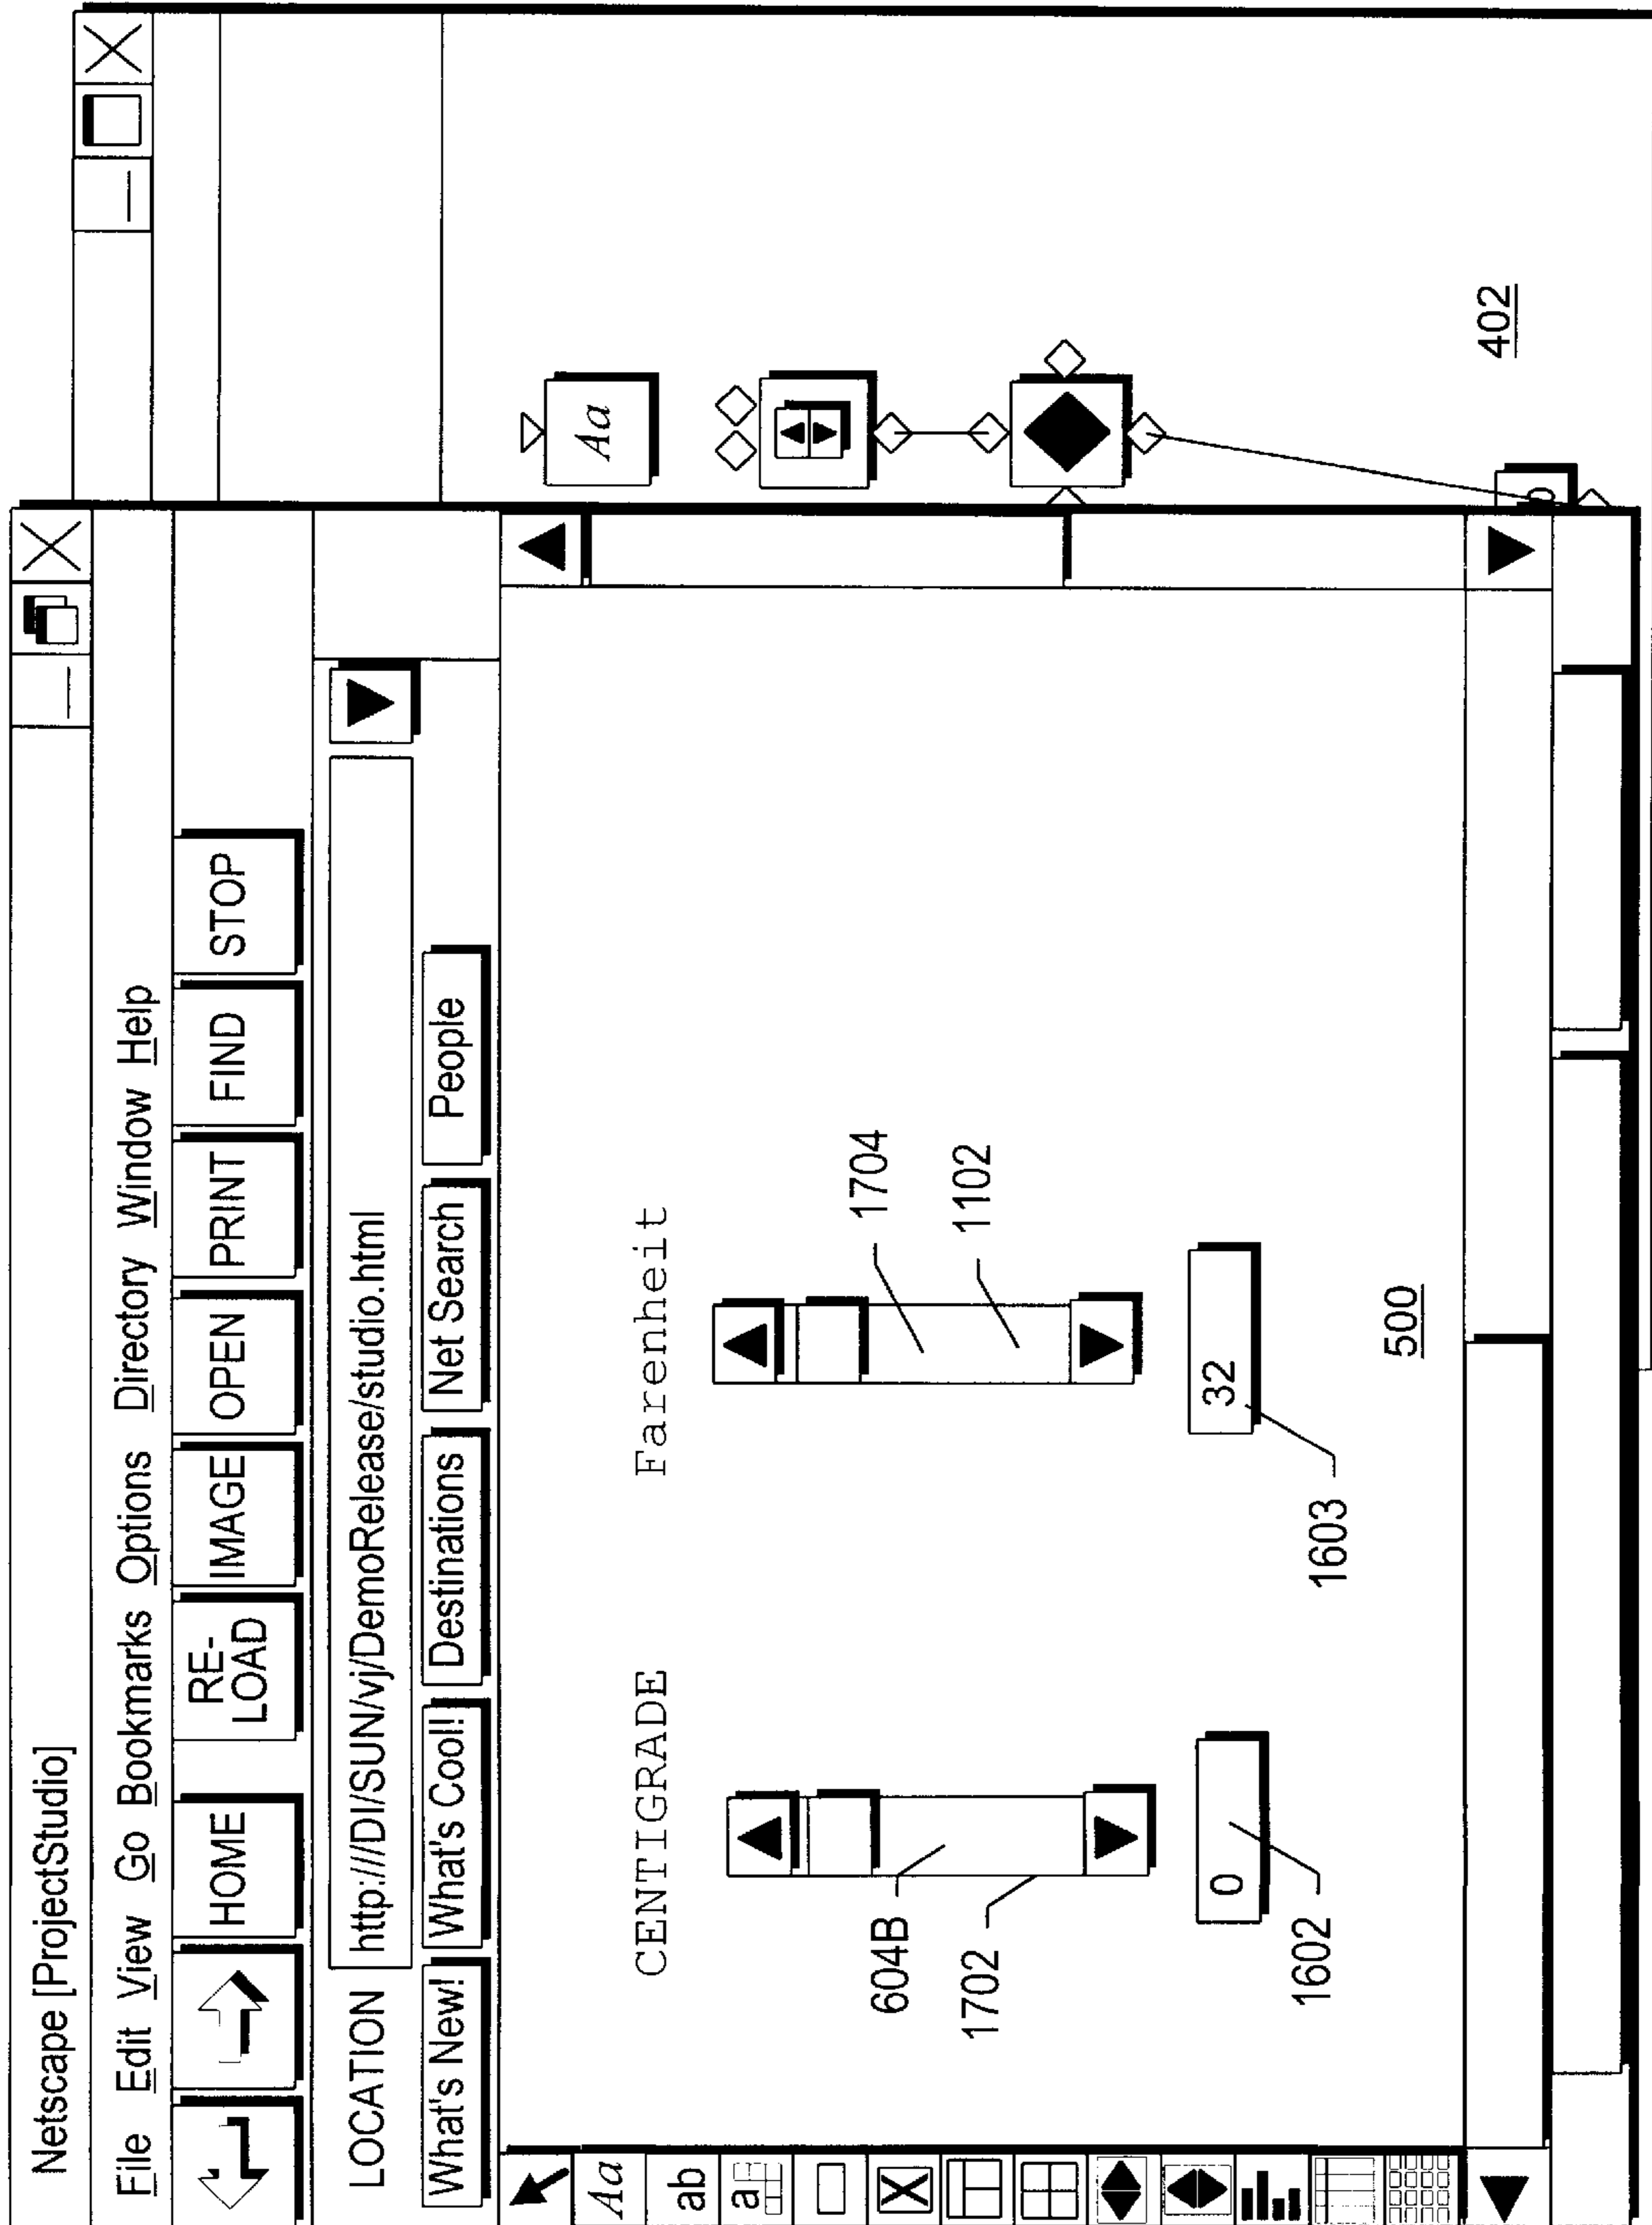 Netscape [ProjectStudio]
File Edit View Go Bookmarks Options Directory Window Help
HOME RE-LOAD IMAGE OPEN PRINT FIND STOP
LOCATION http:///DI/SUN/vj/DemoRelease/studio.html
What's New! What's Cool! Destinations Net Search People
Aa
ab
a
CENTIGRADE Farenheit
604B
1702
1704
1102
0
32
1602
1603
500
Aa
402